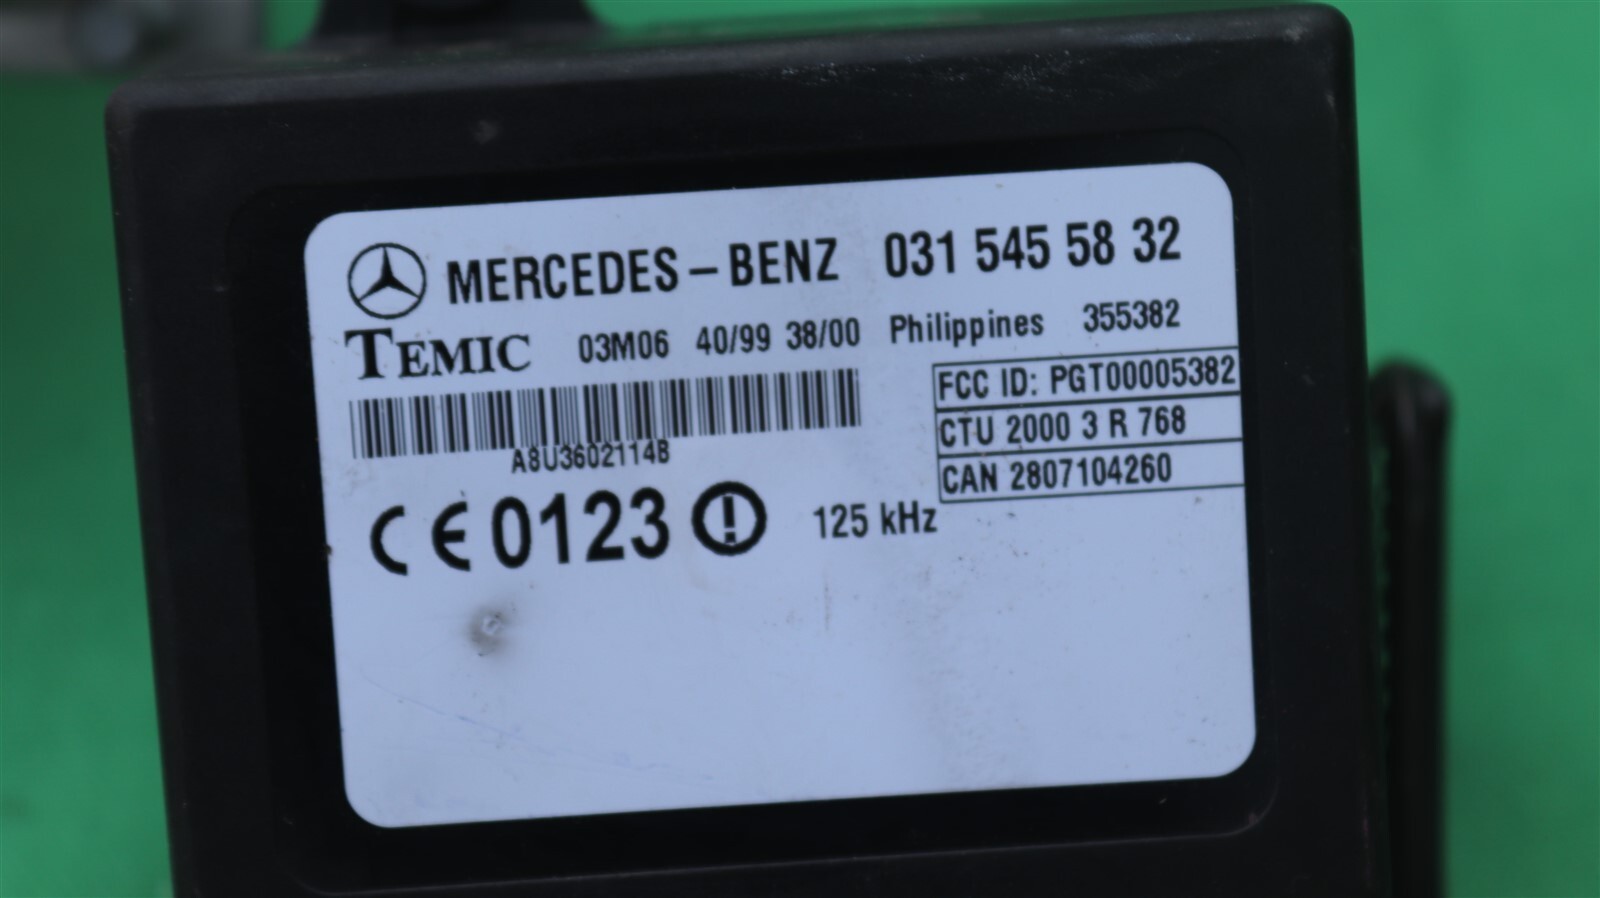 MERCEDES-BENZ 031 545 58 32
TEMIC 03M06 40/99 38/00 Philippines 355382
FCC ID: PGT00005382
CTU 2000 3 R 768
CAN 2807104260
A8U3602114B
CE 0123 ! 125 kHz